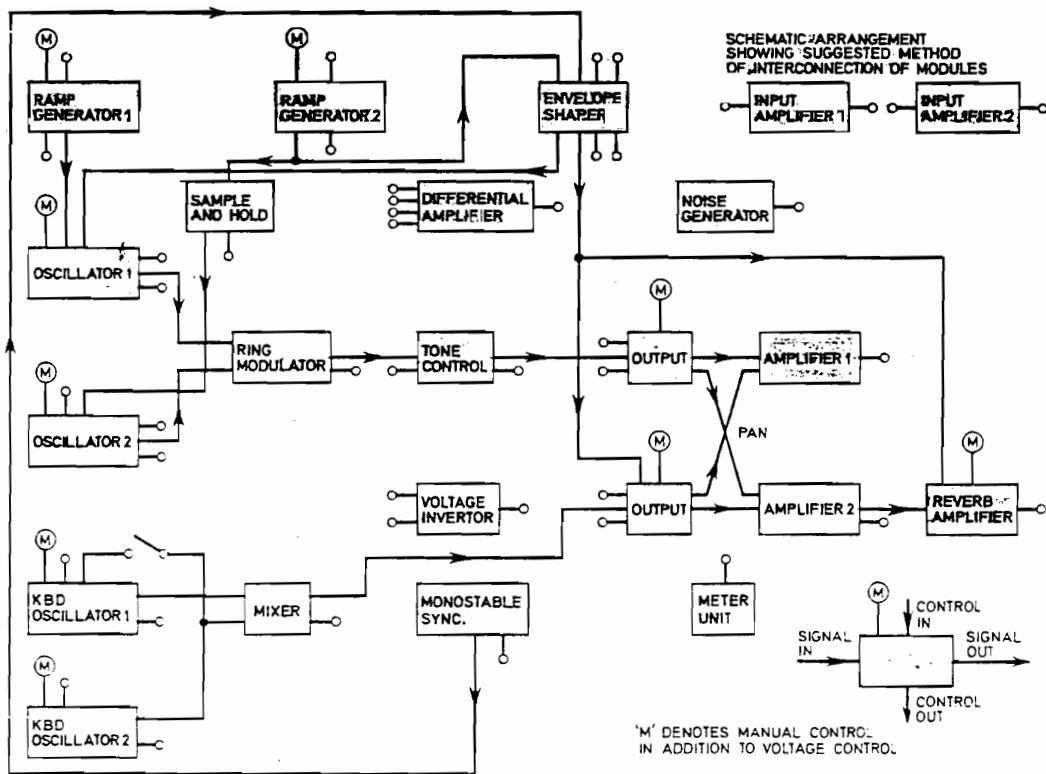 M
M
SCHEMATIC ARRANGEMENT
SHOWING SUGGESTED METHOD
OF INTERCONNECTION OF MODULES
RAMP
GENERATOR 1
RAMP
GENERATOR 2
ENVELOPE
SHAPER
INPUT
AMPLIFIER 1
INPUT
AMPLIFIER 2
SAMPLE
AND HOLD
DIFFERENTIAL
AMPLIFIER
NOISE
GENERATOR
M
OSCILLATOR 1
M
RING
MODULATOR
TONE
CONTROL
OUTPUT
AMPLIFIER 1
M
OSCILLATOR 2
PAN
M
M
VOLTAGE
INVERTOR
OUTPUT
AMPLIFIER 2
REVERB
AMPLIFIER
M
KBD
OSCILLATOR 1
MIXER
MONOSTABLE
SYNC.
METER
UNIT
M
CONTROL
IN
SIGNAL
IN
SIGNAL
OUT
CONTROL
OUT
M
KBD
OSCILLATOR 2
'M' DENOTES MANUAL CONTROL
IN ADDITION TO VOLTAGE CONTROL